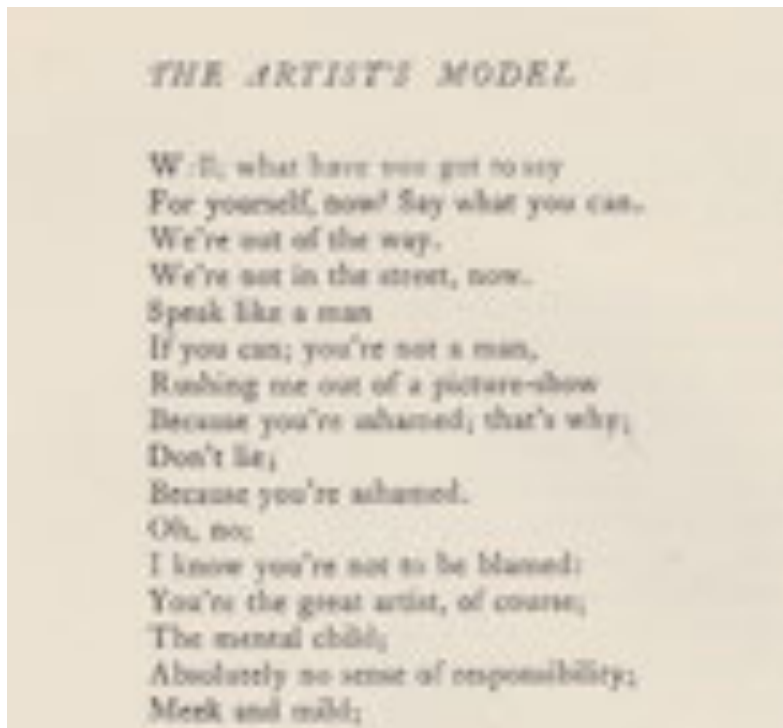 THE ARTIST'S MODEL
Well, what have you got to say
For yourself, now? Say what you can.
We're out of the way.
We're not in the street, now.
Speak like a man
If you can; you're not a man,
Rushing me out of a picture-show
Because you're ashamed; that's why;
Don't lie;
Because you're ashamed.
Oh, no;
I know you're not to be blamed:
You're the great artist, of course;
The mental child;
Absolutely no sense of responsibility;
Meek and mild;